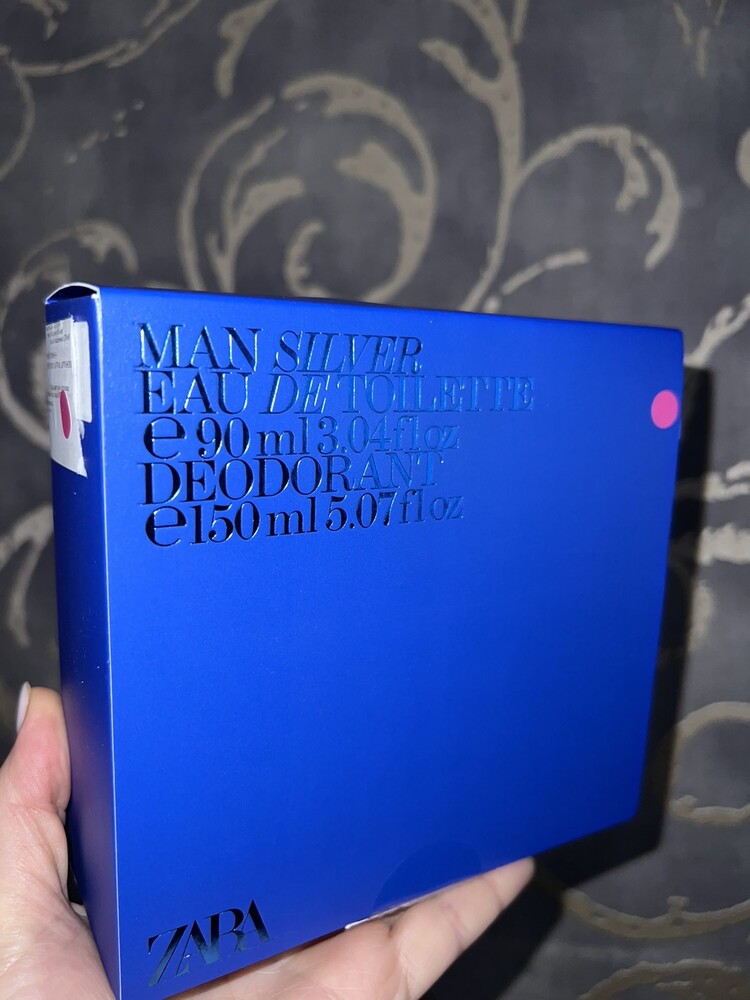 MAN SILVER
EAU DE TOILETTE
e 90 ml 3.04 fl oz
DEODORANT
e 150 ml 5.07 fl oz
ZARA